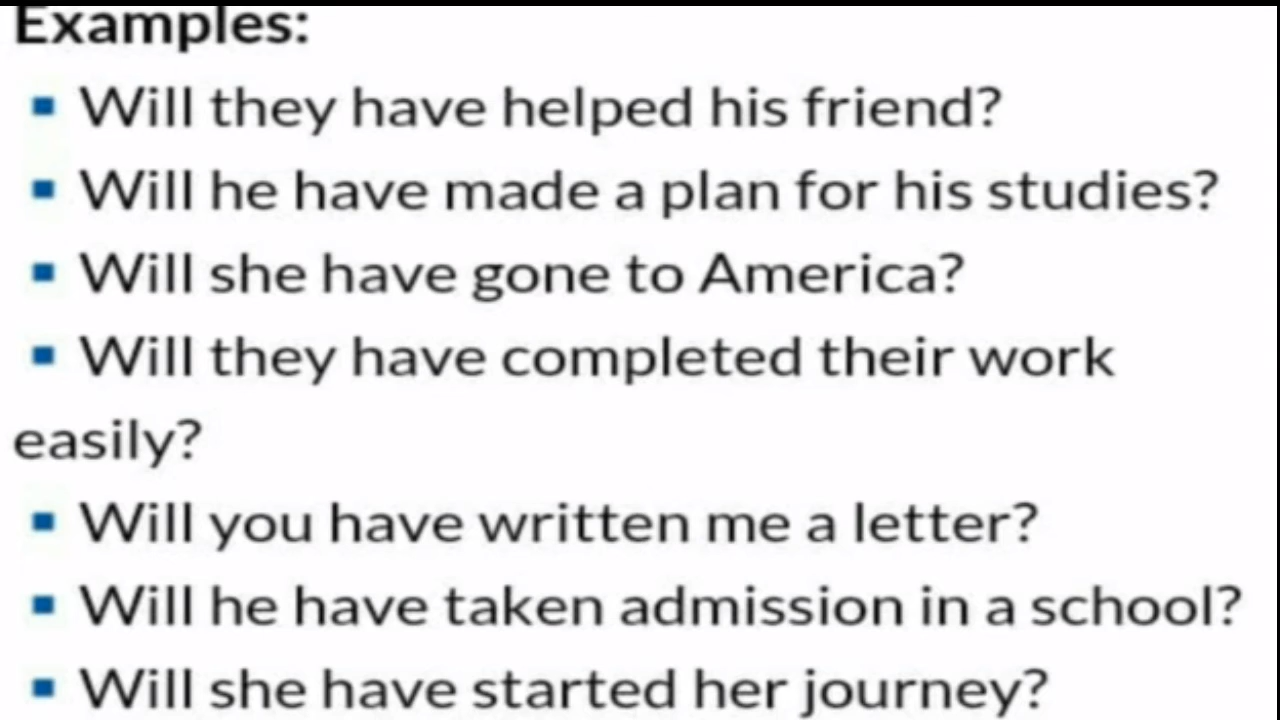 Examples:
▪ Will they have helped his friend?
▪ Will he have made a plan for his studies?
▪ Will she have gone to America?
▪ Will they have completed their work
easily?
▪ Will you have written me a letter?
▪ Will he have taken admission in a school?
▪ Will she have started her journey?